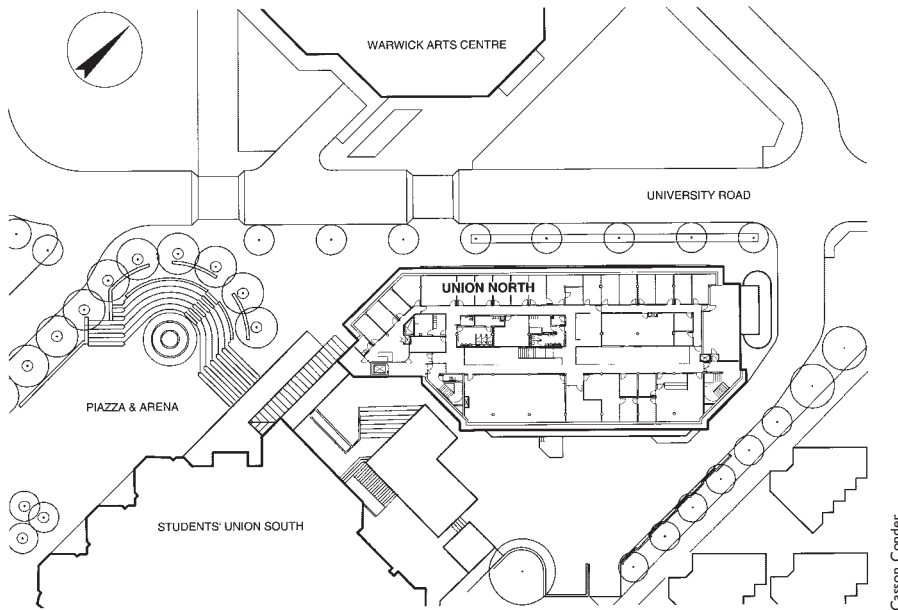 WARWICK ARTS CENTRE
UNIVERSITY ROAD
UNION NORTH
PIAZZA & ARENA
STUDENTS' UNION SOUTH
Casson Conder